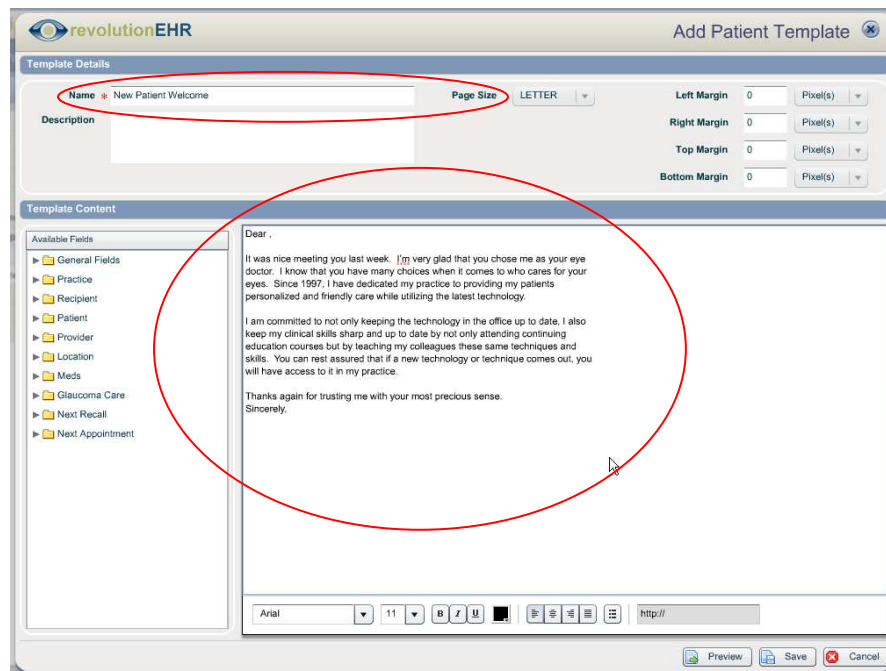 revolutionEHR
Add Patient Template
Template Details
Name * New Patient Welcome
Page Size LETTER
Left Margin 0 Pixel(s)
Description
Right Margin 0 Pixel(s)
Top Margin 0 Pixel(s)
Bottom Margin 0 Pixel(s)
Template Content
Available Fields
General Fields
Practice
Recipient
Patient
Provider
Location
Meds
Glaucoma Care
Next Recall
Next Appointment
Dear ,
It was nice meeting you last week. I'm very glad that you chose me as your eye
doctor. I know that you have many choices when it comes to who cares for your
eyes. Since 1997, I have dedicated my practice to providing my patients
personalized and friendly care while utilizing the latest technology.
I am committed to not only keeping the technology in the office up to date, I also
keep my clinical skills sharp and up to date by not only attending continuing
education courses but by teaching my colleagues these same techniques and
skills. You can rest assured that if a new technology or technique comes out, you
will have access to it in my practice.
Thanks again for trusting me with your most precious sense.
Sincerely,
Arial 11 B I U http://
Preview Save Cancel